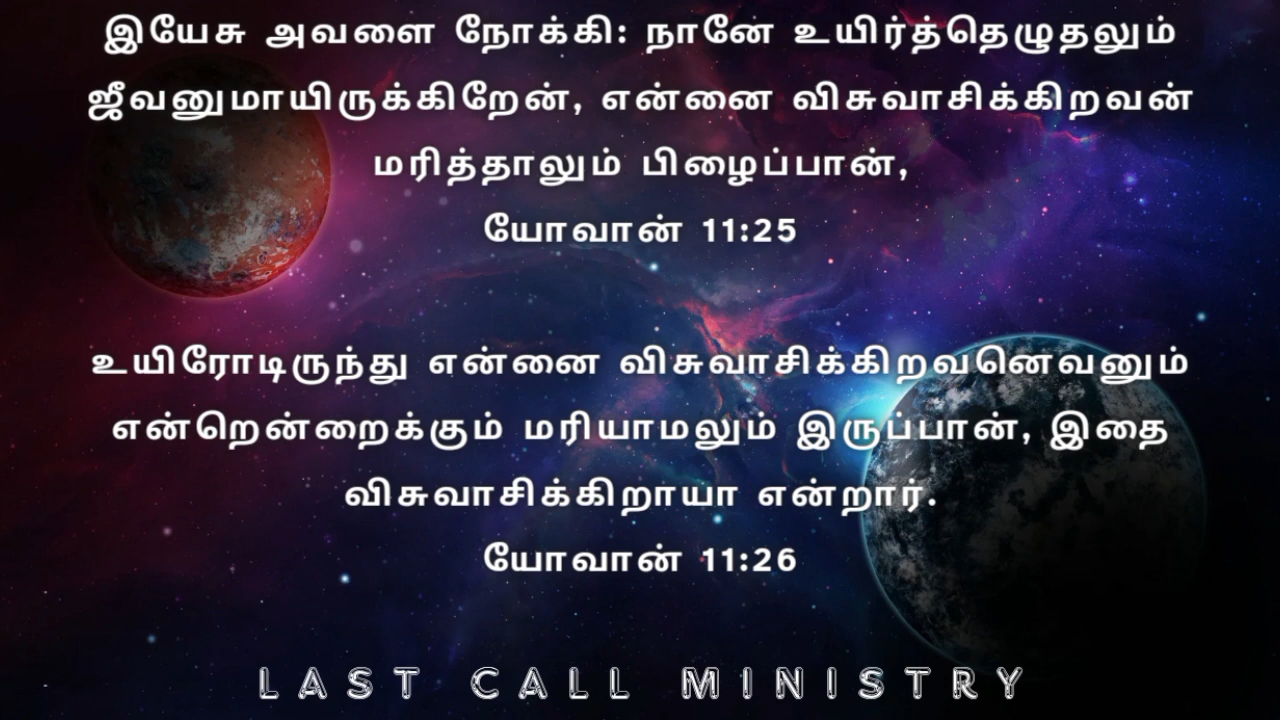 இயேசு அவளை நோக்கி: நானே உயிர்த்தெழுதலும்
ஜீவனுமாயிருக்கிறேன், என்னை விசுவாசிக்கிறவன்
மரித்தாலும் பிழைப்பான்,
யோவான் 11:25
உயிரோடிருந்து என்னை விசுவாசிக்கிறவனெவனும்
என்றென்றைக்கும் மரியாமலும் இருப்பான், இதை
விசுவாசிக்கிறாயா என்றார்.
யோவான் 11:26
LAST CALL MINISTRY